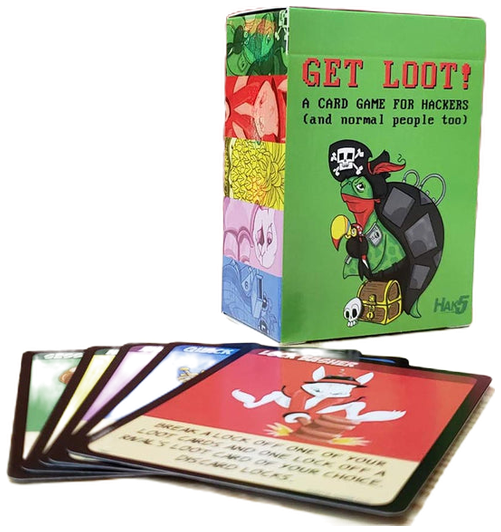 GET LOOT!
A CARD GAME FOR HACKERS
(and normal people too)
HAK5
BREAK A LOCK OFF ONE OF YOUR
LOOT CARDS AND ONE LOCK OFF A
RIVAL'S LOOT CARD OF YOUR CHOICE.
DISCARD LOCKS.